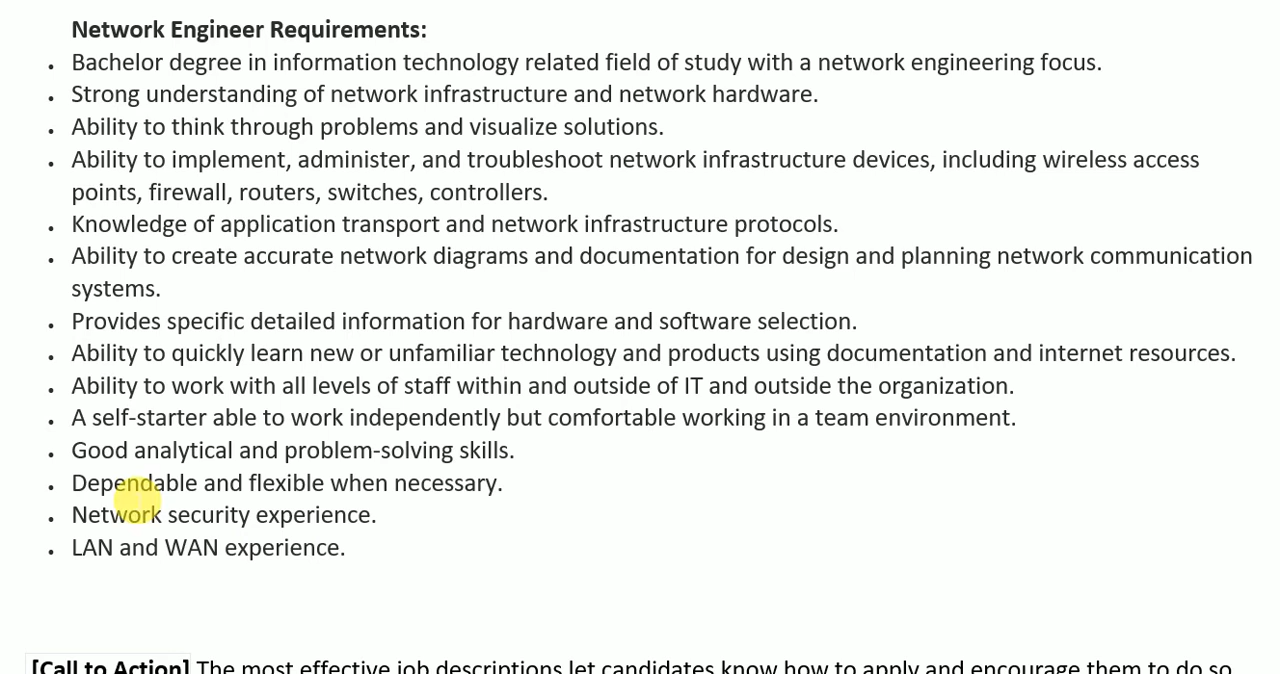 Network Engineer Requirements:
• Bachelor degree in information technology related field of study with a network engineering focus.
• Strong understanding of network infrastructure and network hardware.
• Ability to think through problems and visualize solutions.
• Ability to implement, administer, and troubleshoot network infrastructure devices, including wireless access
points, firewall, routers, switches, controllers.
• Knowledge of application transport and network infrastructure protocols.
• Ability to create accurate network diagrams and documentation for design and planning network communication
systems.
• Provides specific detailed information for hardware and software selection.
• Ability to quickly learn new or unfamiliar technology and products using documentation and internet resources.
• Ability to work with all levels of staff within and outside of IT and outside the organization.
• A self-starter able to work independently but comfortable working in a team environment.
• Good analytical and problem-solving skills.
• Dependable and flexible when necessary.
• Network security experience.
• LAN and WAN experience.
[Call to Action] The most effective job descriptions let candidates know how to apply and encourage them to do so